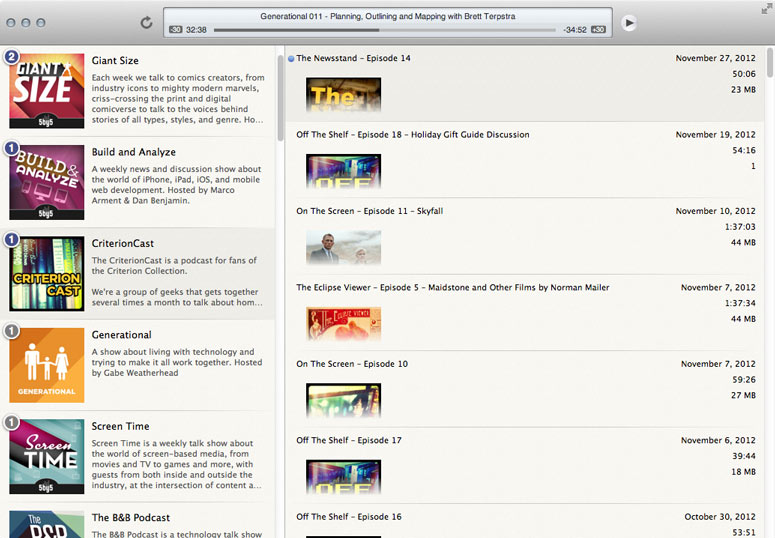 Generational 011 - Planning, Outlining and Mapping with Brett Terpstra
-30 32:38 -34:52 +30
2
GIANT
SIZE
5by5
Giant Size
Each week we talk to comics creators, from
industry icons to mighty modern marvels,
criss-crossing the print and digital
comicverse to talk to the voices behind
stories of all types, styles, and genre. Ho...
1
BUILD &
ANALYZE
5by5
Build and Analyze
A weekly news and discussion show about
the world of iPhone, iPad, iOS, and mobile
web development. Hosted by Marco
Arment & Dan Benjamin.
1
CRITERION
CAST
CriterionCast
The CriterionCast is a podcast for fans of
the Criterion Collection.
We're a group of geeks that gets together
several times a month to talk about hom...
1
GENERATIONAL
Generational
A show about living with technology and
trying to make it all work together. Hosted
by Gabe Weatherhead
1
Screen
TIME
5by5
Screen Time
Screen Time is a weekly talk show about
the world of screen-based media, from
movies and TV to games and more, with
guests from both inside and outside the
industry, at the intersection of content a...
The
The B&B Podcast
The B&B Podcast is a technology talk show
The Newsstand - Episode 14
The
November 27, 2012
50:06
23 MB
Off The Shelf - Episode 18 - Holiday Gift Guide Discussion
OFF
November 19, 2012
54:16
1
On The Screen - Episode 11 - Skyfall
November 10, 2012
1:37:03
44 MB
The Eclipse Viewer - Episode 5 - Maidstone and Other Films by Norman Mailer
THE ECLIPSE VIEWER
November 7, 2012
1:37:34
44 MB
On The Screen - Episode 10
November 7, 2012
59:26
27 MB
Off The Shelf - Episode 17
OFF
November 6, 2012
39:44
18 MB
Off The Shelf - Episode 16
October 30, 2012
53:51